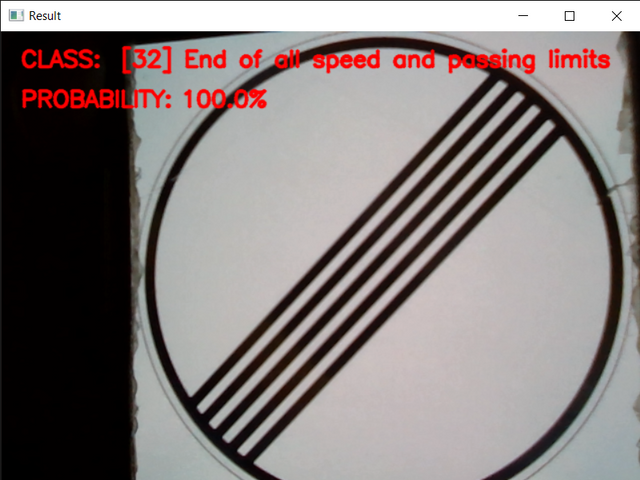 Result
CLASS: [32] End of all speed and passing limits
PROBABILITY: 100.0%